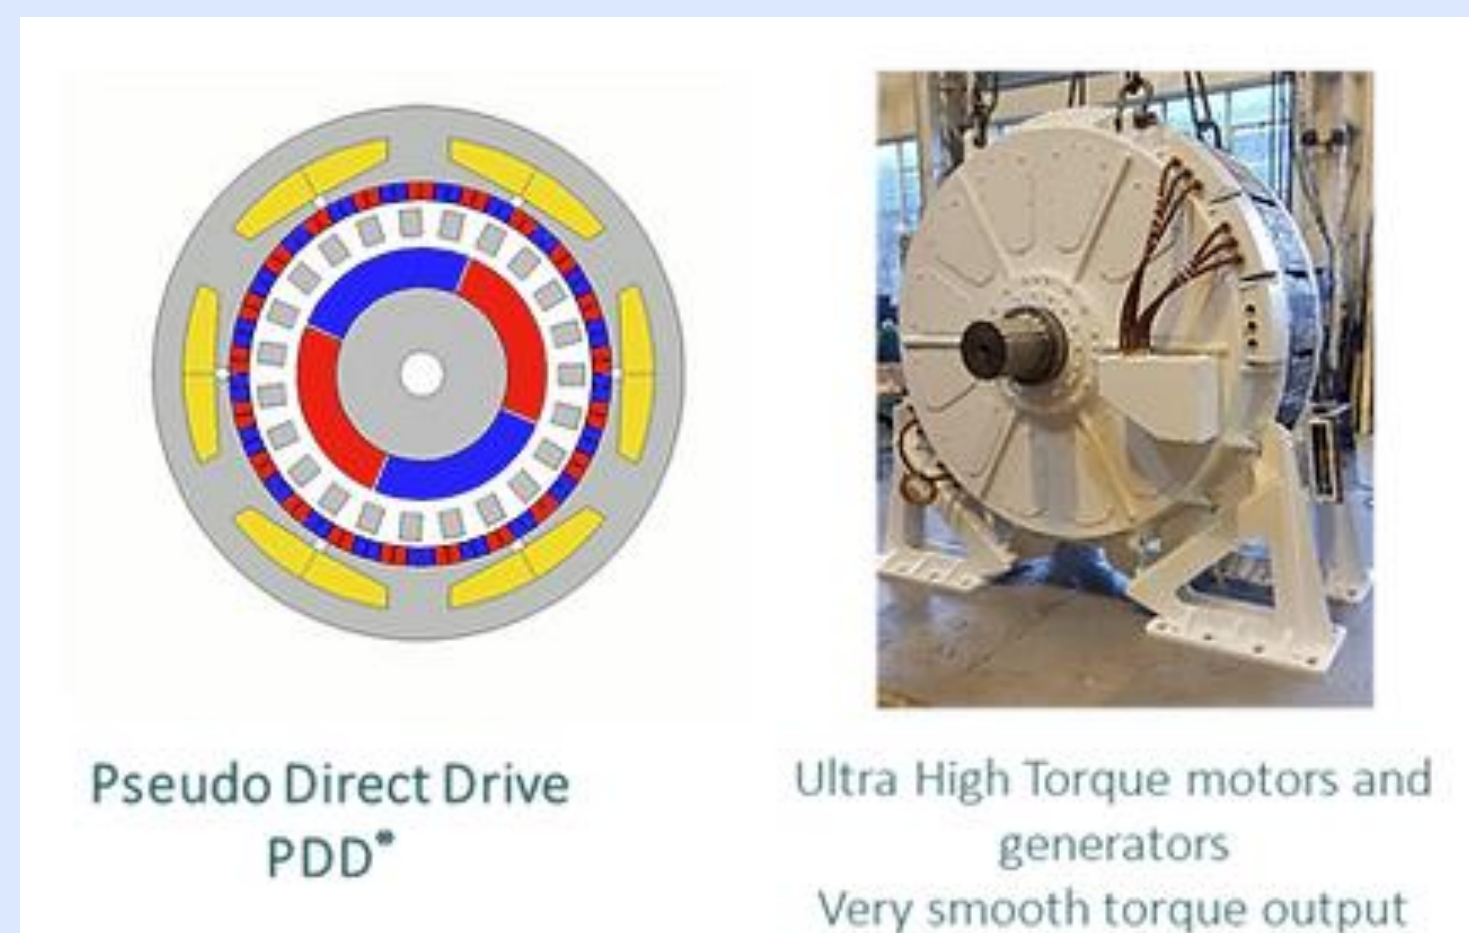 Pseudo Direct Drive
PDD®
Ultra High Torque motors and
generators
Very smooth torque output